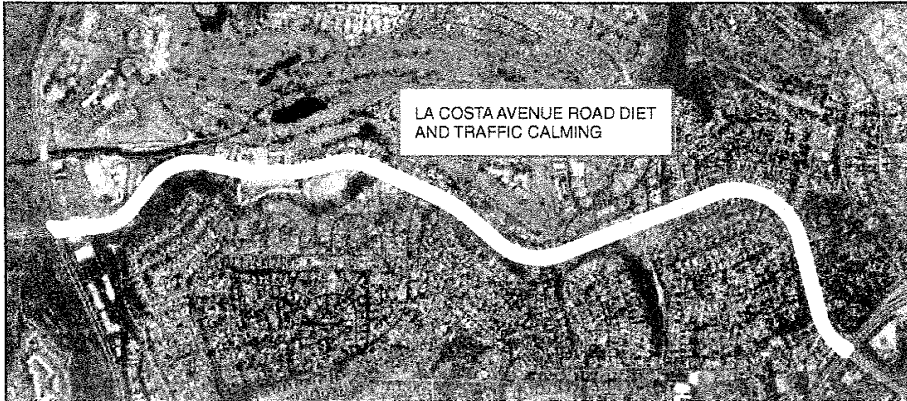 LA COSTA AVENUE ROAD DIET
AND TRAFFIC CALMING